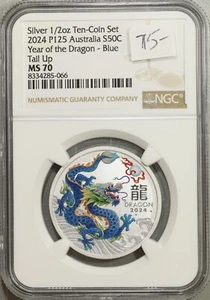 Silver 1/2oz Ten-Coin Set
2024 P125 Australia S50C
Year of the Dragon - Blue
Tail Up
MS 70
8334285-066
75-
NUMISMATIC GUARANTY COMPANY
NGC
龍
DRAGON
2024